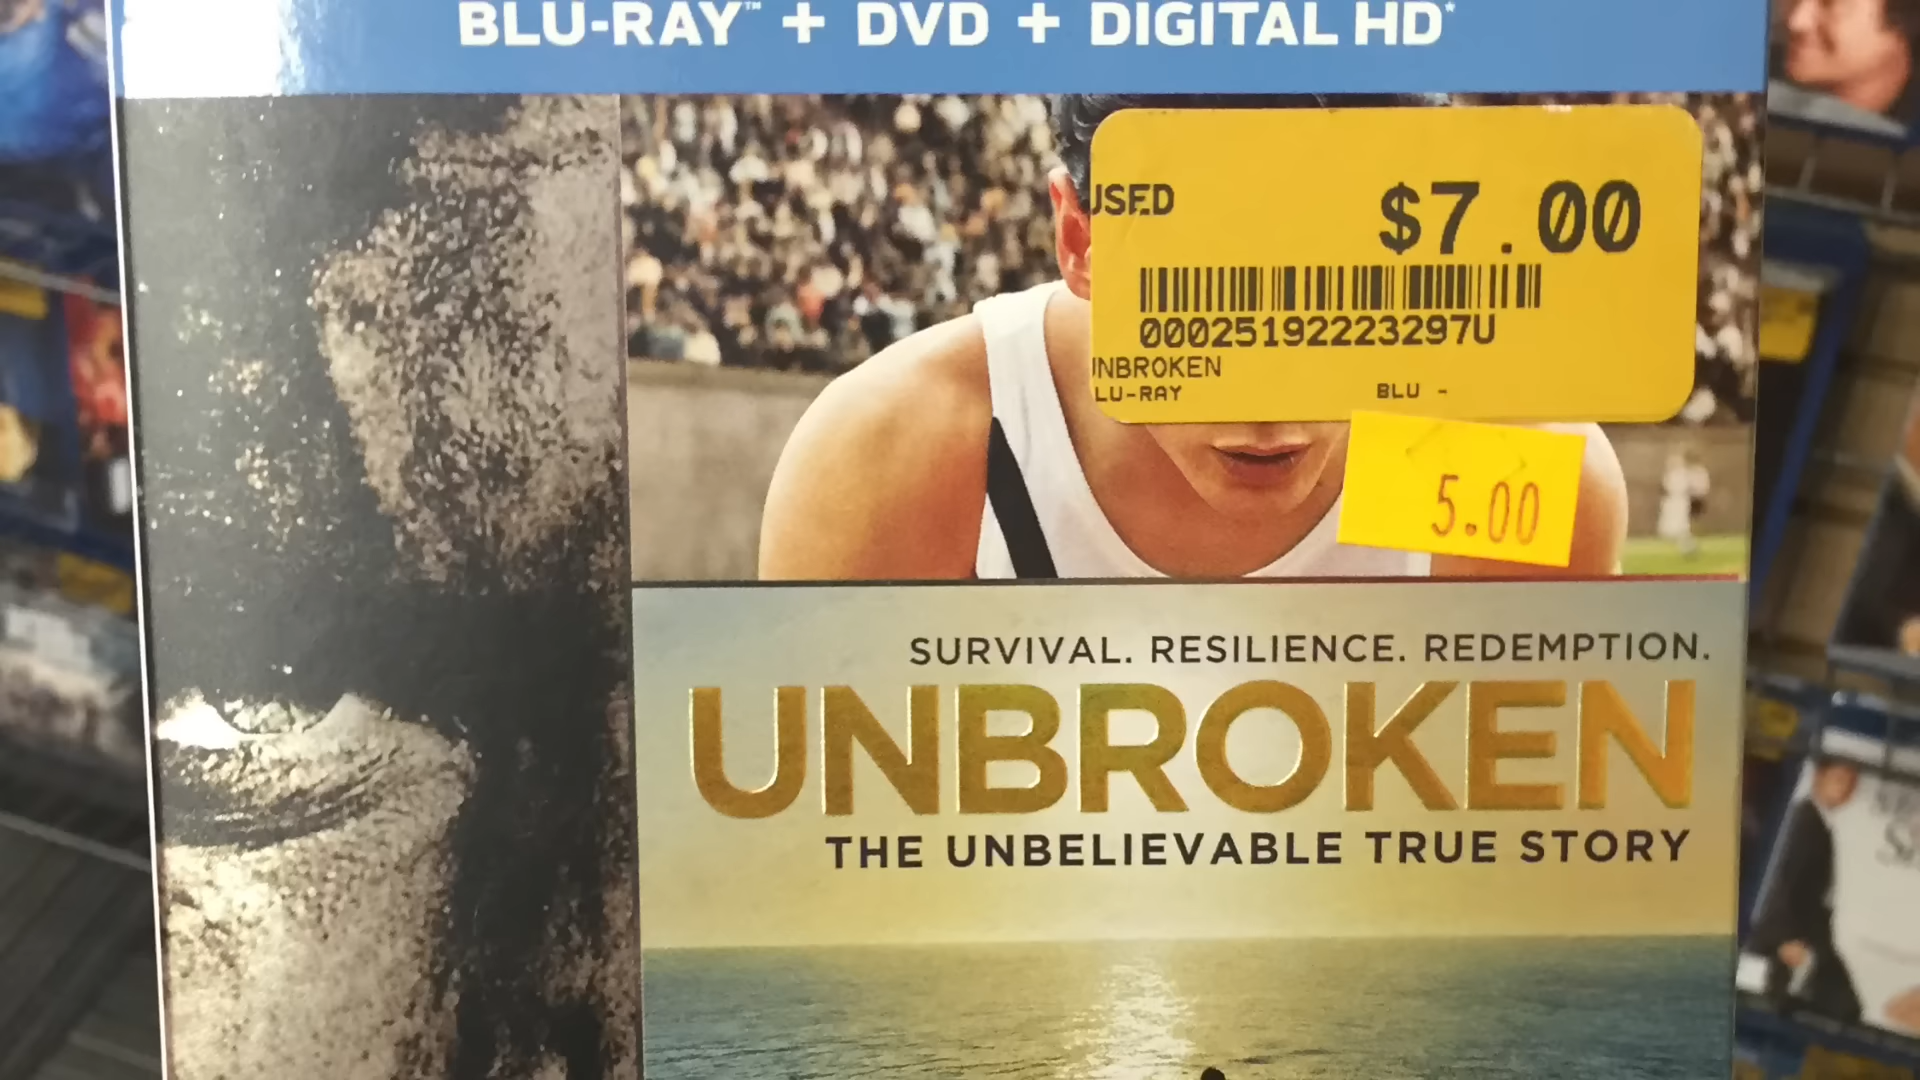 BLU-RAY™ + DVD + DIGITAL HD*
USED
$7.00
00025192223297U
UNBROKEN
BLU-RAY BLU -
5.00
SURVIVAL. RESILIENCE. REDEMPTION.
UNBROKEN
THE UNBELIEVABLE TRUE STORY